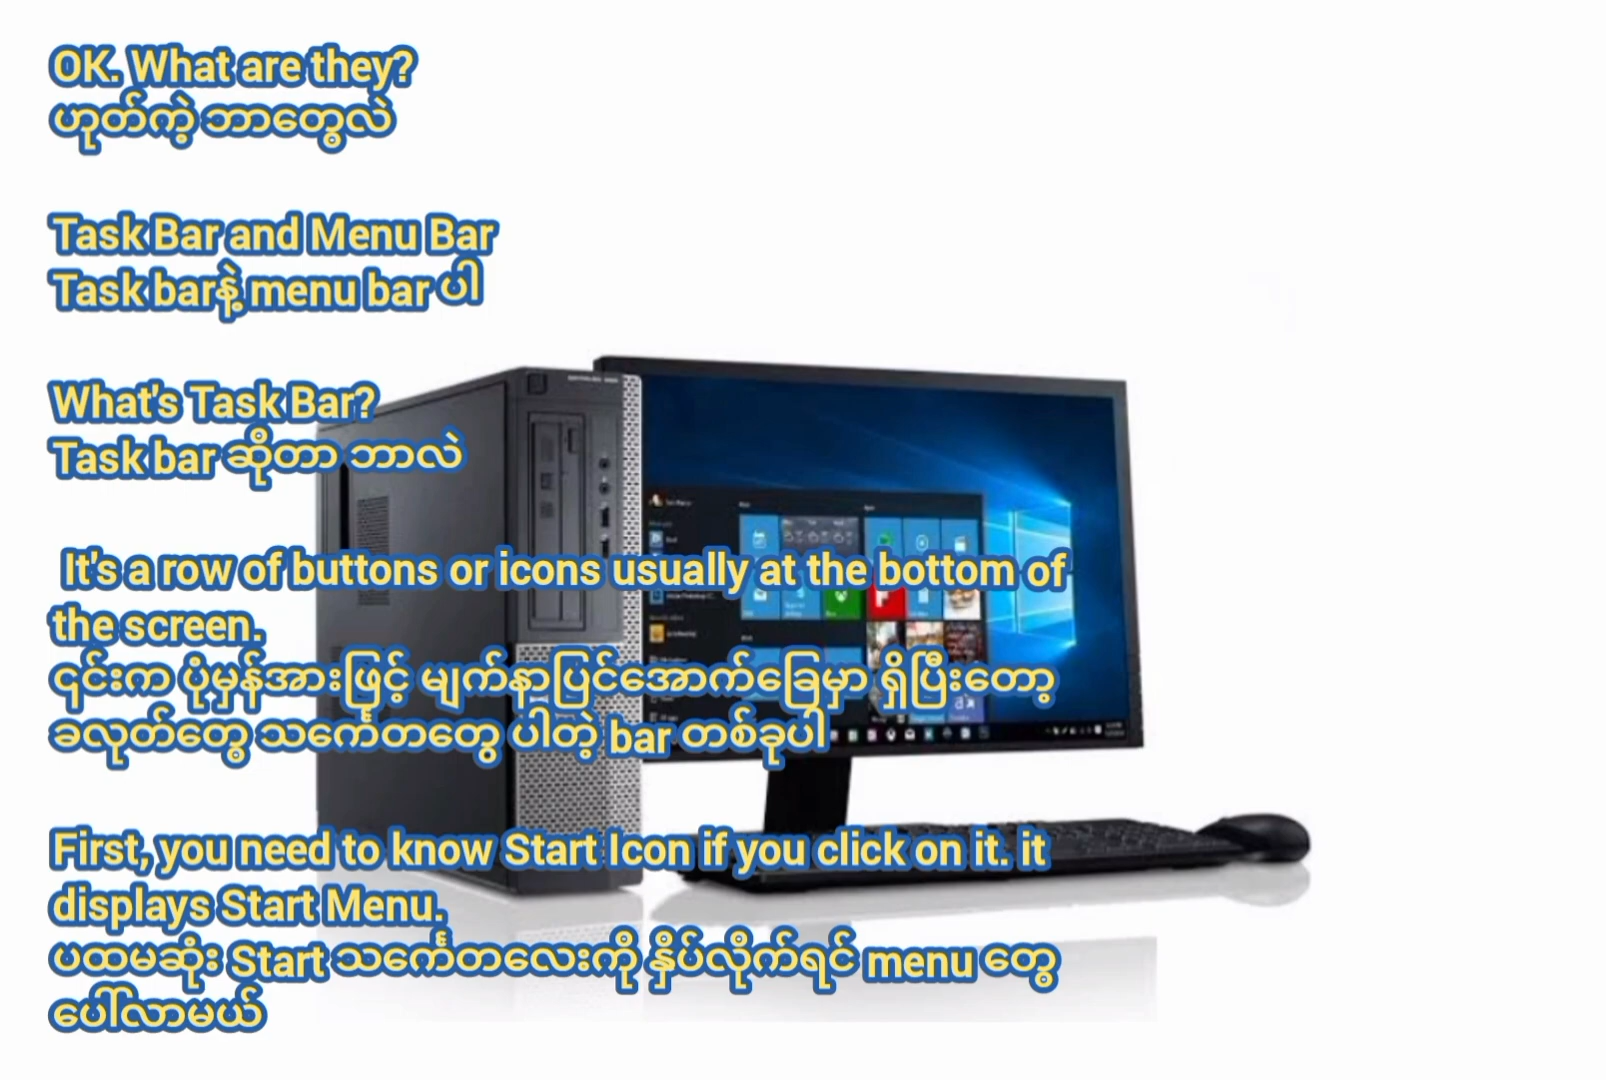 OK. What are they?
ဟုတ်ကဲ့ ဘာတွေလဲ
Task Bar and Menu Bar
Task barနဲ့ menu bar ပါ
What's Task Bar?
Task bar ဆိုတာ ဘာလဲ
It's a row of buttons or icons usually at the bottom of
the screen.
၎င်းက ပုံမှန်အားဖြင့် မျက်နှာပြင်အောက်ခြေမှာ ရှိပြီးတော့
ခလုတ်တွေ သင်္ကေတတွေ ပါတဲ့ bar တစ်ခုပါ
First, you need to know Start Icon if you click on it. it
displays Start Menu.
ပထမဆုံး Start သင်္ကေတလေးကို နှိပ်လိုက်ရင် menu တွေ
ပေါ်လာမယ်